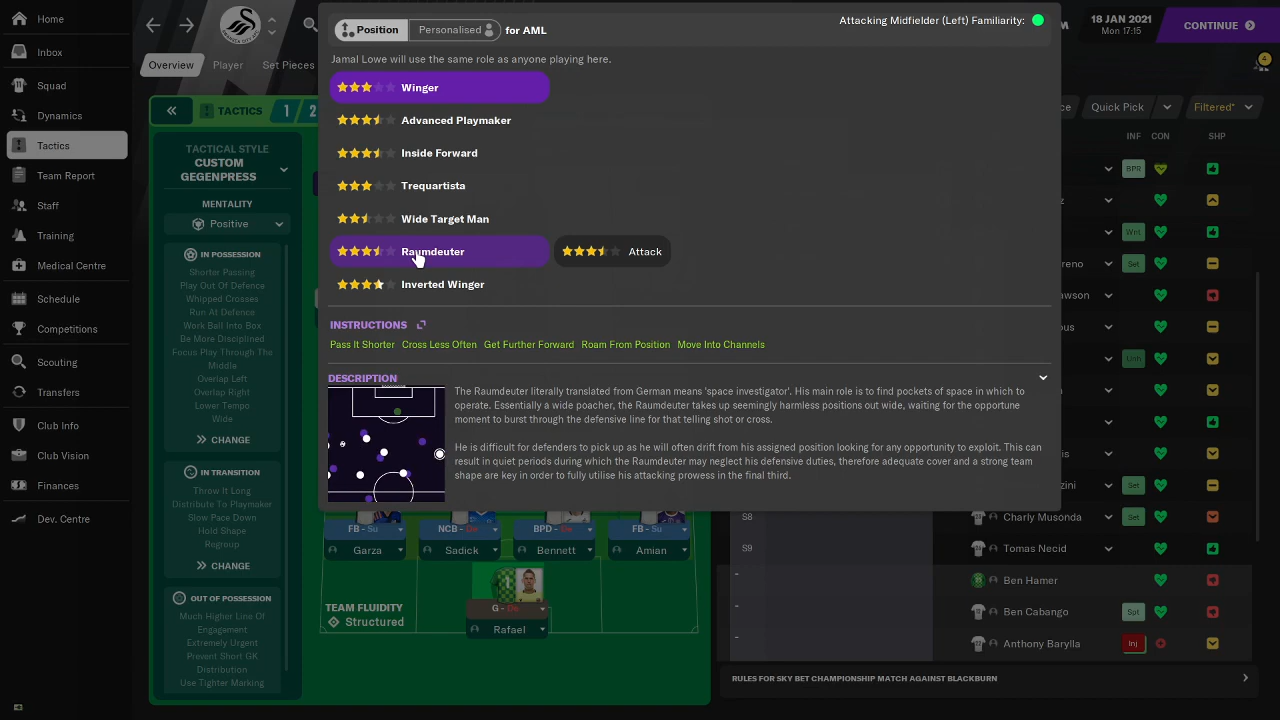 Home
Inbox
Squad
Dynamics
Tactics
Team Report
Staff
Training
Medical Centre
Schedule
Competitions
Scouting
Transfers
Club Info
Club Vision
Finances
Dev. Centre
Overview
Player
Set Pieces
18 JAN 2021
Mon 17:15
CONTINUE
4
TACTICS
1
2
TACTICAL STYLE
CUSTOM
GEGENPRESS
MENTALITY
Positive
IN POSSESSION
Shorter Passing
Play Out Of Defence
Whipped Crosses
Run At Defence
Work Ball Into Box
Be More Disciplined
Focus Play Through The
Middle
Overlap Left
Overlap Right
Lower Tempo
Wide
CHANGE
IN TRANSITION
Throw It Long
Distribute To Playmaker
Slow Pace Down
Hold Shape
Regroup
CHANGE
OUT OF POSSESSION
Much Higher Line Of
Engagement
Extremely Urgent
Prevent Short GK
Distribution
Use Tighter Marking
Position
Personalised
for AML
Attacking Midfielder (Left) Familiarity:
Jamal Lowe will use the same role as anyone playing here.
Winger
Advanced Playmaker
Inside Forward
Trequartista
Wide Target Man
Raumdeuter
Attack
Inverted Winger
INSTRUCTIONS
Pass It Shorter Cross Less Often Get Further Forward Roam From Position Move Into Channels
DESCRIPTION
The Raumdeuter literally translated from German means 'space investigator'. His main role is to find pockets of space in which to
operate. Essentially a wide poacher, the Raumdeuter takes up seemingly harmless positions out wide, waiting for the opportune
moment to burst through the defensive line for that telling shot or cross.
He is difficult for defenders to pick up as he will often drift from his assigned position looking for any opportunity to exploit. This can
result in quiet periods during which the Raumdeuter may neglect his defensive duties, therefore adequate cover and a strong team
shape are key in order to fully utilise his attacking prowess in the final third.
FB - Su
NCB - De
BPD - De
FB - Su
Garza
Sadick
Bennett
Amian
G - De
Rafael
TEAM FLUIDITY
Structured
Quick Pick
Filtered*
INF
CON
SHP
BPR
Wnt
Set
Unh
Set
S8
Charly Musonda
Set
S9
Tomas Necid
-
Ben Hamer
-
Ben Cabango
Spt
-
Anthony Barylla
Inj
RULES FOR SKY BET CHAMPIONSHIP MATCH AGAINST BLACKBURN